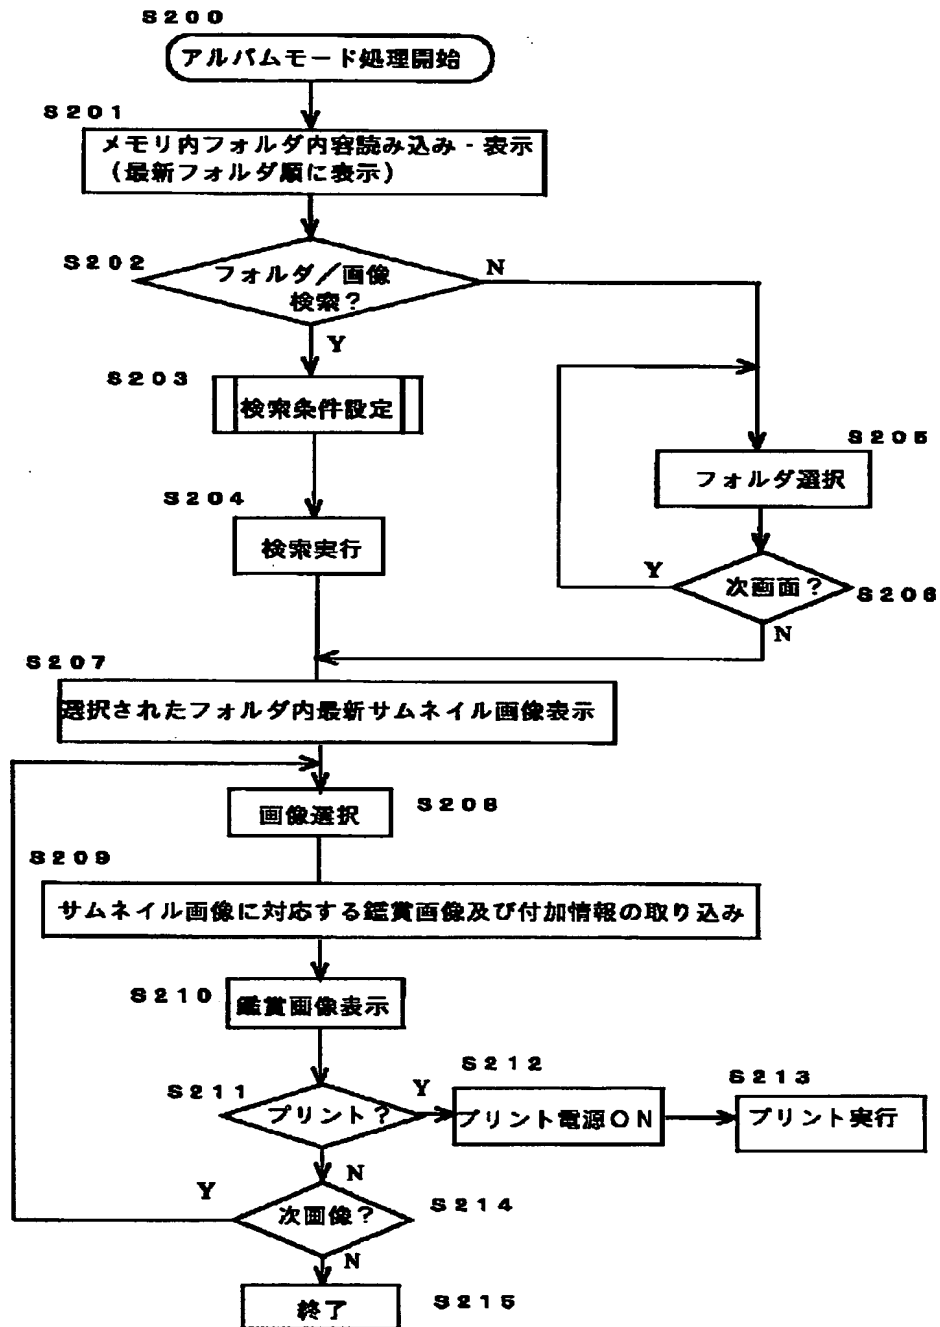 S200
アルバムモード処理開始
S201
メモリ内フォルダ内容読み込み・表示
(最新フォルダ順に表示)
S202
フォルダ/画像
検索?
N
Y
S203
検索条件設定
S204
検索実行
S205
フォルダ選択
Y
次画面?
S206
N
S207
選択されたフォルダ内最新サムネイル画像表示
画像選択
S208
S209
サムネイル画像に対応する鑑賞画像及び付加情報の取り込み
S210
鑑賞画像表示
S211
プリント?
Y
S212
プリント電源ON
S213
プリント実行
N
Y
次画像?
S214
N
終了
S215